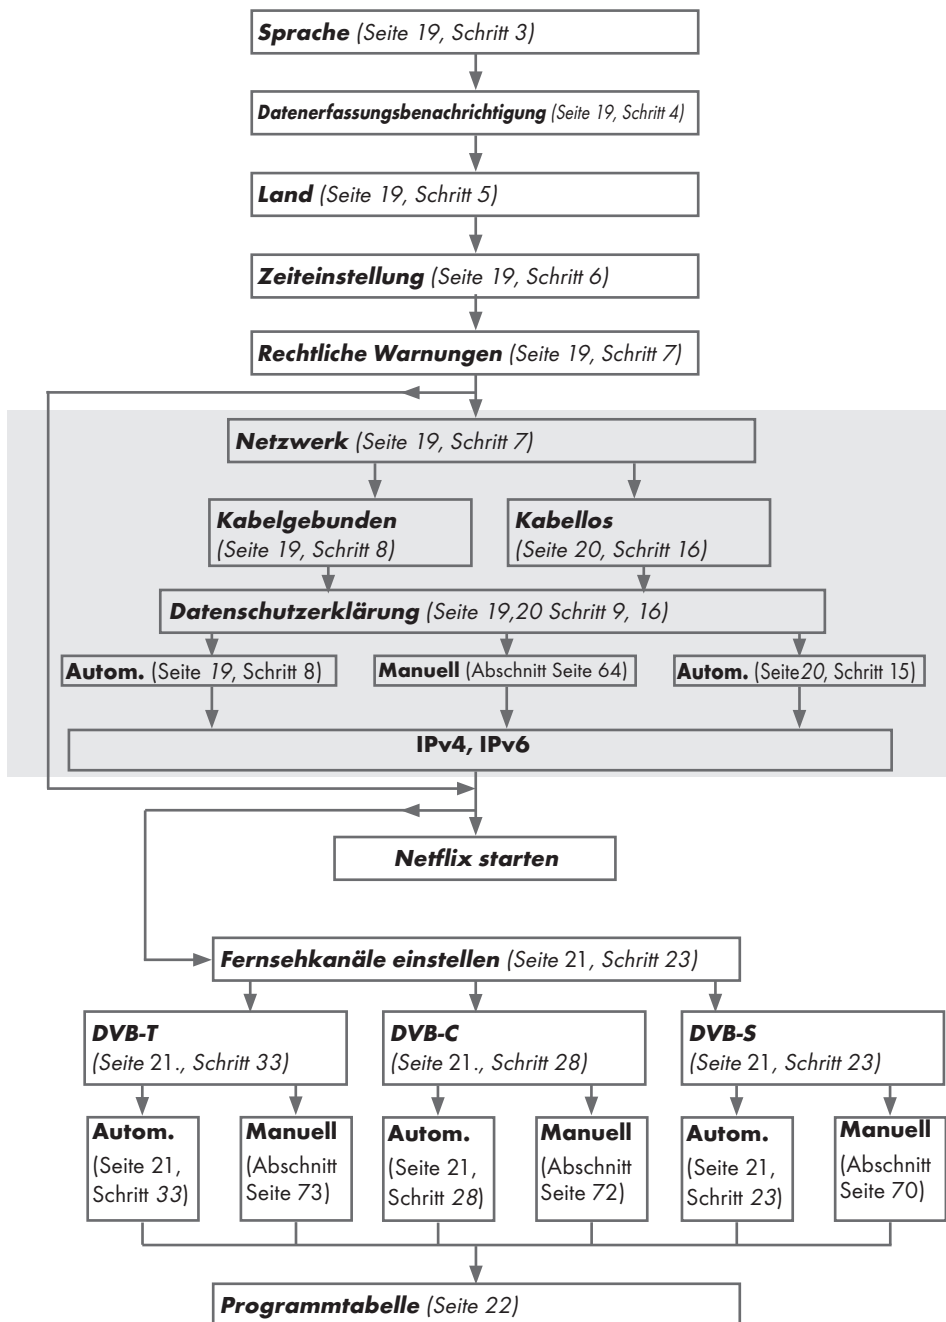 Sprache (Seite 19, Schritt 3)
Datenerfassungsbenachrichtigung (Seite 19, Schritt 4)
Land (Seite 19, Schritt 5)
Zeiteinstellung (Seite 19, Schritt 6)
Rechtliche Warnungen (Seite 19, Schritt 7)
Netzwerk (Seite 19, Schritt 7)
Kabelgebunden
(Seite 19, Schritt 8)
Kabellos
(Seite 20, Schritt 16)
Datenschutzerklärung (Seite 19,20 Schritt 9, 16)
Autom. (Seite 19, Schritt 8)
Manuell (Abschnitt Seite 64)
Autom. (Seite20, Schritt 15)
IPv4, IPv6
Netflix starten
Fernsehkanäle einstellen (Seite 21, Schritt 23)
DVB-T
(Seite 21., Schritt 33)
DVB-C
(Seite 21., Schritt 28)
DVB-S
(Seite 21, Schritt 23)
Autom.
(Seite 21,
Schritt 33)
Manuell
(Abschnitt
Seite 73)
Autom.
(Seite 21,
Schritt 28)
Manuell
(Abschnitt
Seite 72)
Autom.
(Seite 21,
Schritt 23)
Manuell
(Abschnitt
Seite 70)
Programmtabelle (Seite 22)